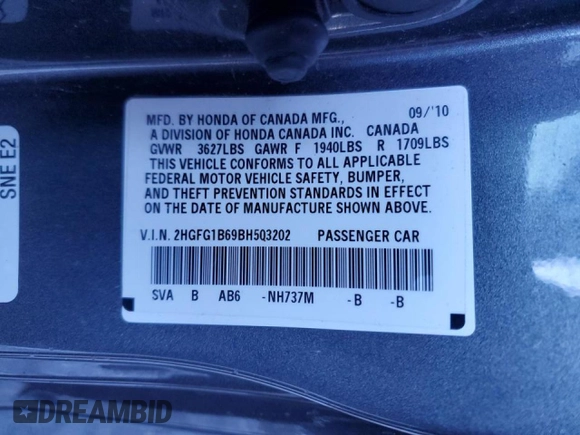 SNE E2
MFD. BY HONDA OF CANADA MFG., 09/'10
A DIVISION OF HONDA CANADA INC. CANADA
GVWR 3627LBS GAWR F 1940LBS R 1709LBS
THIS VEHICLE CONFORMS TO ALL APPLICABLE
FEDERAL MOTOR VEHICLE SAFETY, BUMPER,
AND THEFT PREVENTION STANDARDS IN EFFECT
ON THE DATE OF MANUFACTURE SHOWN ABOVE.
V.I.N. 2HGFG1B69BH503202 PASSENGER CAR
SVA B AB6 -NH737M -B -B
DREAMBID